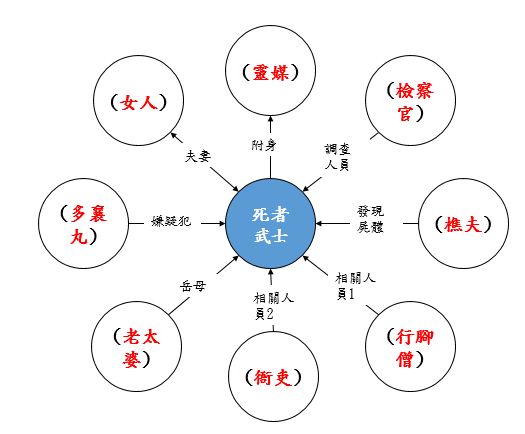 （靈媒）
（女人）
（檢察
官）
附身
調查
人員
夫妻
死者
武士
（多襄
丸）
嫌疑犯
發現
屍體
（樵夫）
岳母
相關人
員2
相關人
員1
（老太
婆）
（衙吏）
（行腳
僧）